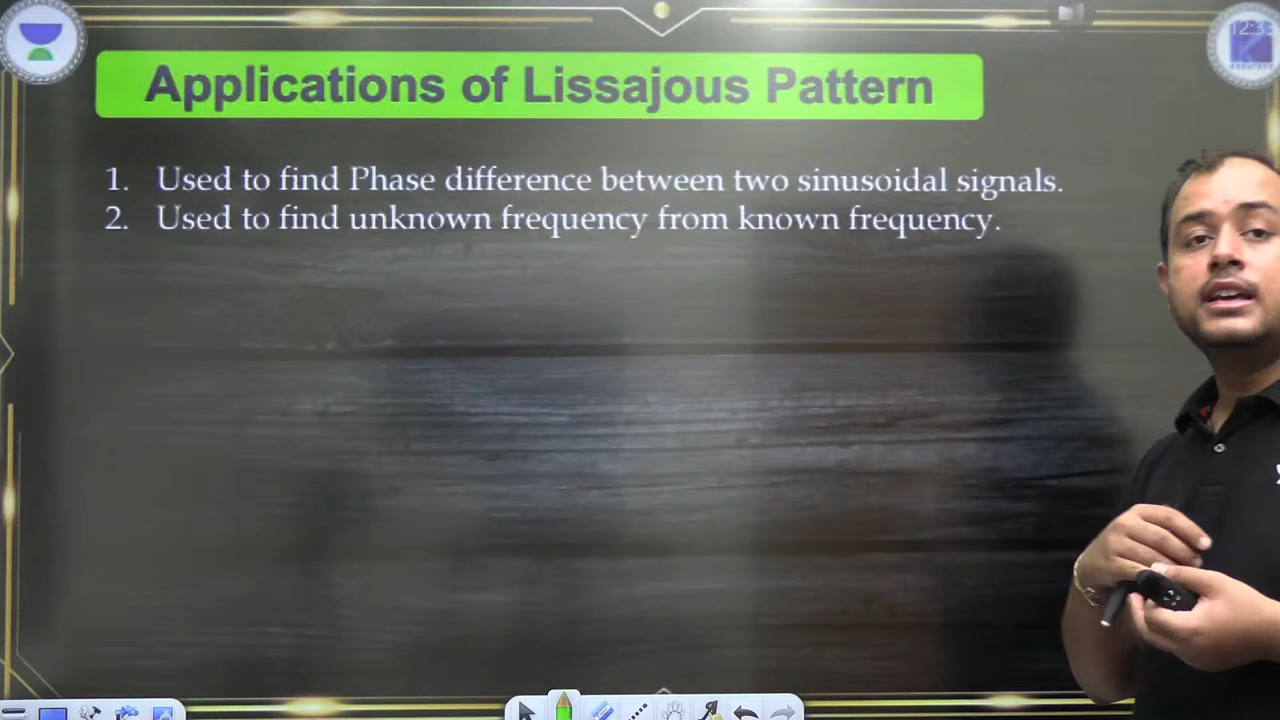 Applications of Lissajous Pattern
1. Used to find Phase difference between two sinusoidal signals.
2. Used to find unknown frequency from known frequency.